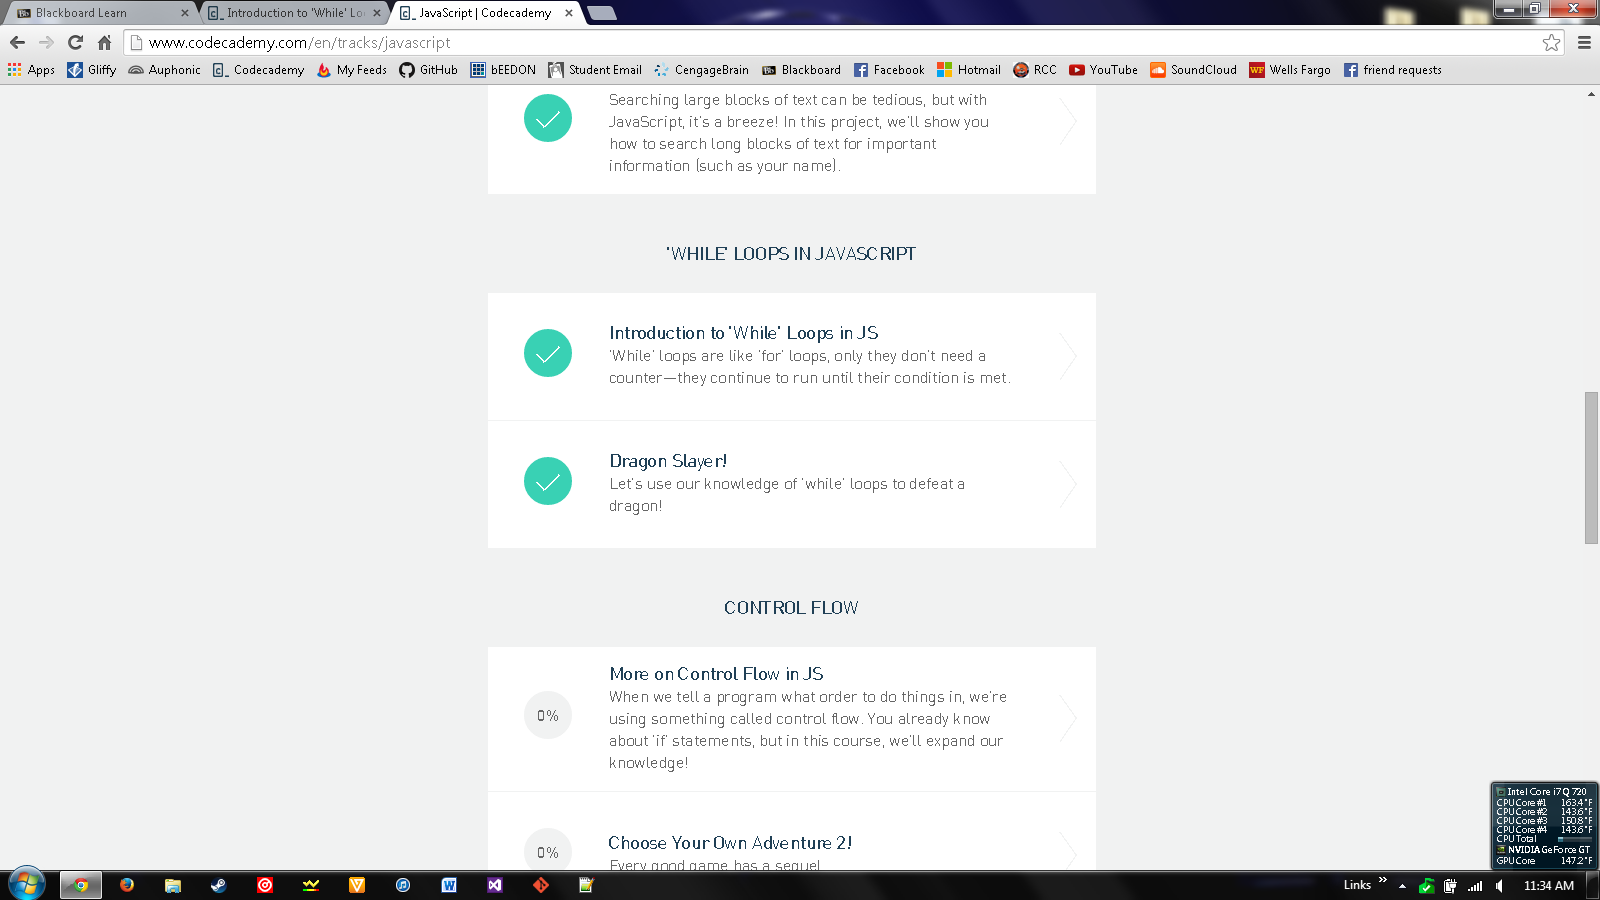 Blackboard Learn
Introduction to 'While' Lo
JavaScript | Codecademy
www.codecademy.com/en/tracks/javascript
Apps Gliffy Auphonic Codecademy My Feeds GitHub bEEDON Student Email CengageBrain Blackboard Facebook Hotmail RCC YouTube SoundCloud Wells Fargo friend requests
Searching large blocks of text can be tedious, but with
JavaScript, it's a breeze! In this project, we'll show you
how to search long blocks of text for important
information (such as your name).
'WHILE' LOOPS IN JAVASCRIPT
Introduction to 'While' Loops in JS
'While' loops are like 'for' loops, only they don't need a
counter—they continue to run until their condition is met.
Dragon Slayer!
Let's use our knowledge of 'while' loops to defeat a
dragon!
CONTROL FLOW
More on Control Flow in JS
0%
When we tell a program what order to do things in, we're
using something called control flow. You already know
about 'if' statements, but in this course, we'll expand our
knowledge!
Choose Your Own Adventure 2!
0%
Every good game has a sequel
Intel Core i7 Q 720
CPU Core #1 163.4°F
CPU Core #2 143.6°F
CPU Core #3 150.8°F
CPU Core #4 143.6°F
CPU Total
NVIDIA GeForce GT
GPU Core 147.2°F
Links » 11:34 AM